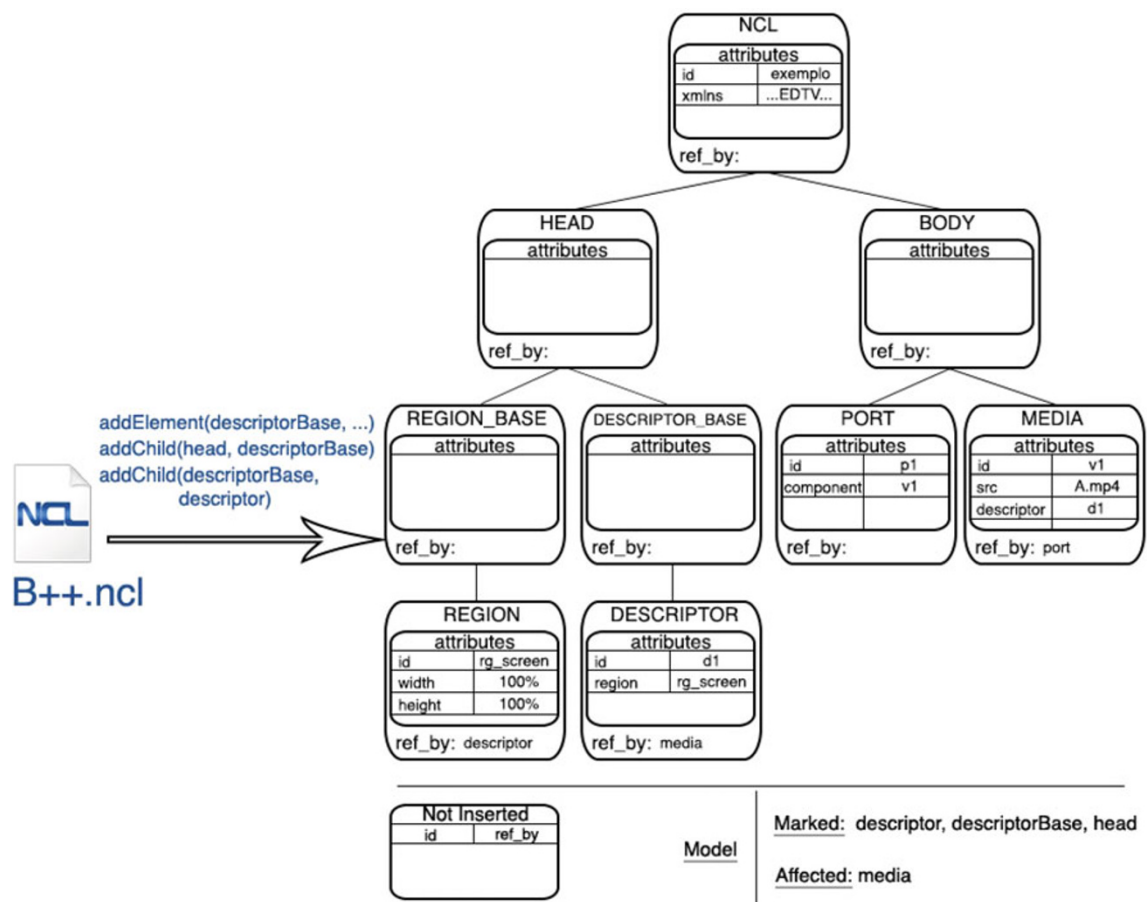 NCL
attributes
id exemplo
xmlns ...EDTV...
ref_by:
HEAD
attributes
ref_by:
BODY
attributes
ref_by:
addElement(descriptorBase, ...)
addChild(head, descriptorBase)
addChild(descriptorBase,
descriptor)
NCL
B++.ncl
REGION_BASE
attributes
ref_by:
DESCRIPTOR_BASE
attributes
ref_by:
PORT
attributes
id p1
component v1
ref_by:
MEDIA
attributes
id v1
src A.mp4
descriptor d1
ref_by: port
REGION
attributes
id rg_screen
width 100%
height 100%
ref_by: descriptor
DESCRIPTOR
attributes
id d1
region rg_screen
ref_by: media
Not Inserted
id ref_by
Model
Marked: descriptor, descriptorBase, head
Affected: media